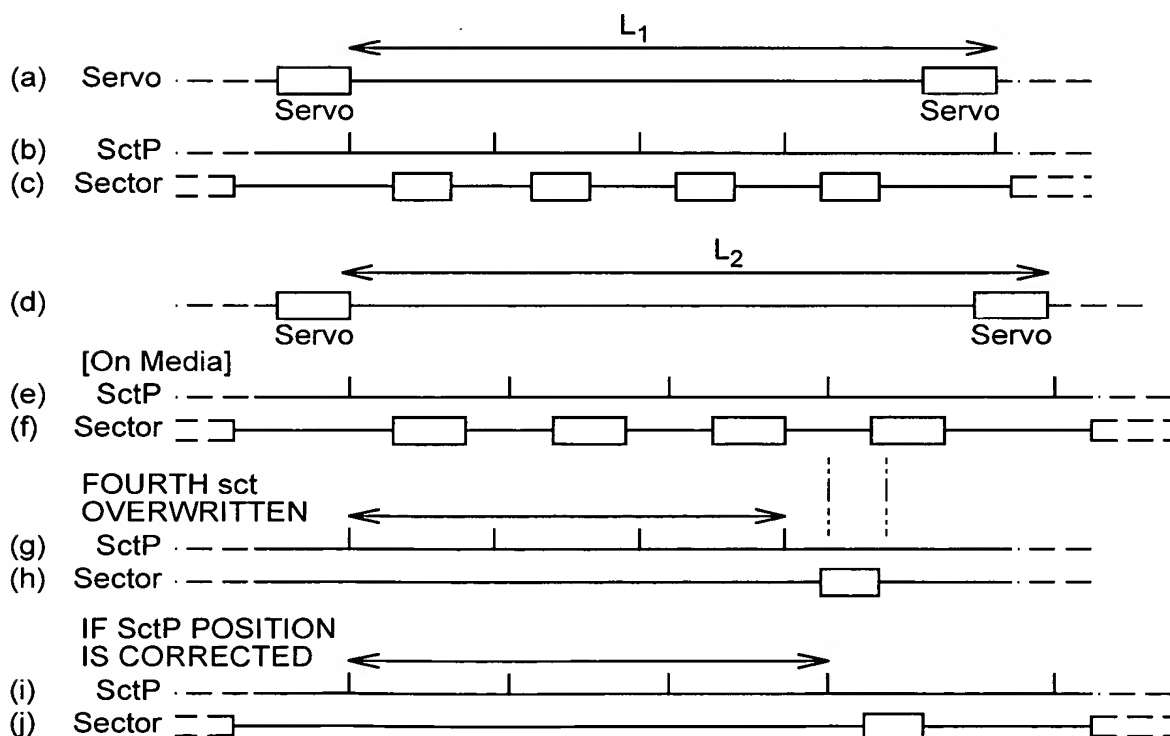 L1
(a) Servo
Servo Servo
(b) SctP
(c) Sector
L2
(d)
Servo Servo
[On Media]
(e) SctP
(f) Sector
FOURTH sct
OVERWRITTEN
(g) SctP
(h) Sector
IF SctP POSITION
IS CORRECTED
(i) SctP
(j) Sector